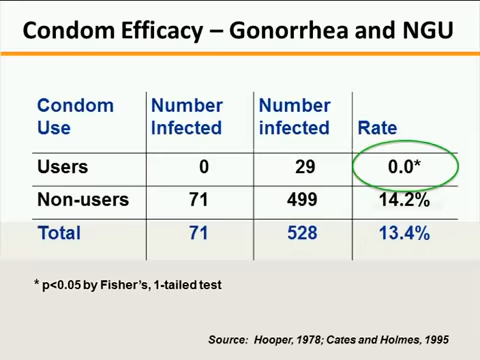 Condom Efficacy – Gonorrhea and NGU
Condom Use Number Infected Number infected Rate
Users 0 29 0.0*
Non-users 71 499 14.2%
Total 71 528 13.4%
* p<0.05 by Fisher's, 1-tailed test
Source: Hooper, 1978; Cates and Holmes, 1995